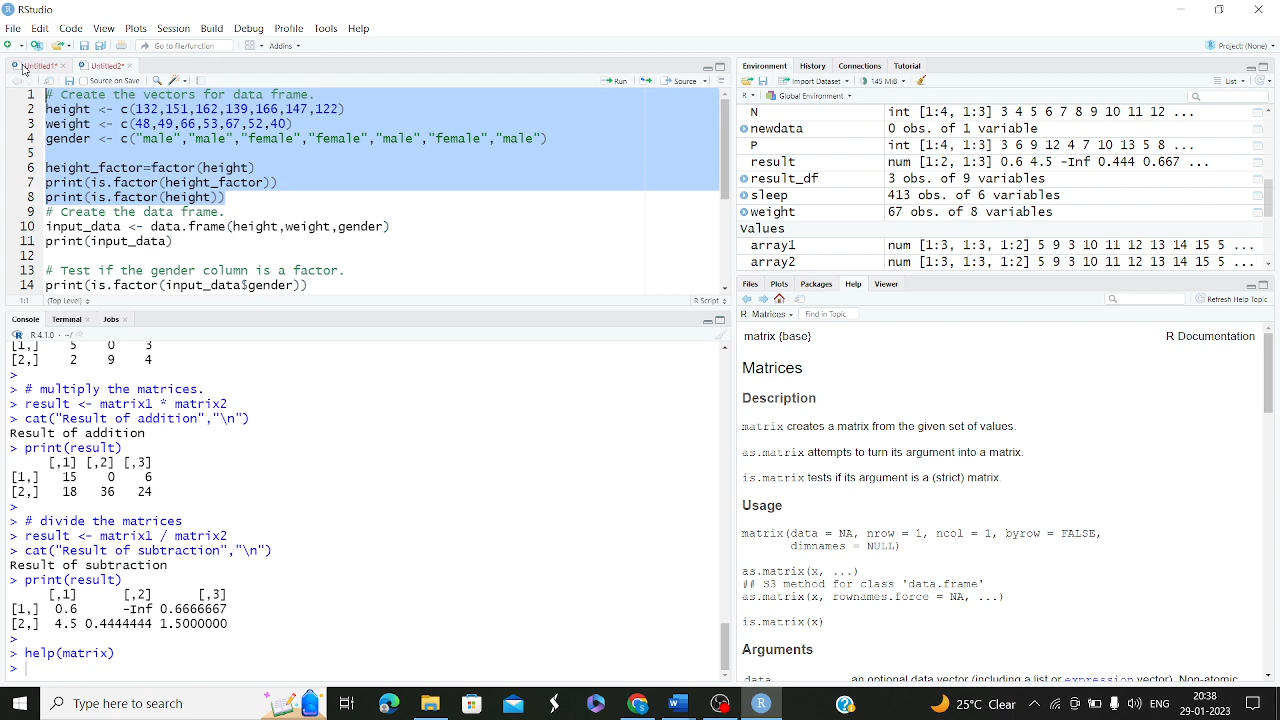 RStudio
File Edit Code View Plots Session Build Debug Profile Tools Help
Go to file/function Addins Project: (None)
Untitled1* Untitled2*
Source on Save Run Source
1 # Create the vectors for data frame.
2 height <- c(132,151,162,139,166,147,122)
3 weight <- c(48,49,66,53,67,52,40)
4 gender <- c("male","male","female","female","male","female","male")
5
6 height_factor=factor(height)
7 print(is.factor(height_factor))
8 print(is.factor(height))
9 # Create the data frame.
10 input_data <- data.frame(height,weight,gender)
11 print(input_data)
12
13 # Test if the gender column is a factor.
14 print(is.factor(input_data$gender))
1:1 (Top Level) R Script
Console Terminal Jobs
R 4.1.0 · ~/
[1,] 5 0 3
[2,] 2 9 4
>
> # multiply the matrices.
> result <- matrix1 * matrix2
> cat("Result of addition","\n")
Result of addition
> print(result)
[,1] [,2] [,3]
[1,] 15 0 6
[2,] 18 36 24
>
> # divide the matrices
> result <- matrix1 / matrix2
> cat("Result of subtraction","\n")
Result of subtraction
> print(result)
[,1] [,2] [,3]
[1,] 0.6 -Inf 0.6666667
[2,] 4.5 0.4444444 1.5000000
>
> help(matrix)
>
Environment History Connections Tutorial
Import Dataset 145 MiB List
R Global Environment
N int [1:4, 1:3] 3 4 5 6 7 8 9 10 11 12 ...
newdata 0 obs. of 1 variable
P int [1:4, 1:3] 3 6 9 12 4 7 10 13 5 8 ...
result num [1:2, 1:3] 0.6 4.5 -Inf 0.444 0.667 ...
result_df 3 obs. of 9 variables
sleep 413 obs. of 6 variables
weight 67 obs. of 8 variables
Values
array1 num [1:3, 1:3, 1:2] 5 9 3 10 11 12 13 14 15 5 ...
array2 num [1:3, 1:3, 1:2] 5 9 3 10 11 12 13 14 15 5 ...
Files Plots Packages Help Viewer
Refresh Help Topic
R: Matrices Find in Topic
matrix {base} R Documentation
Matrices
Description
matrix creates a matrix from the given set of values.
as.matrix attempts to turn its argument into a matrix.
is.matrix tests if its argument is a (strict) matrix.
Usage
matrix(data = NA, nrow = 1, ncol = 1, byrow = FALSE,
dimnames = NULL)
as.matrix(x, ...)
## S3 method for class 'data.frame'
as.matrix(x, rownames.force = NA, ...)
is.matrix(x)
Arguments
data an optional data vector (including a list or expression vector). Non-atomic
Type here to search 25°C Clear ENG 20:38
29-01-2023